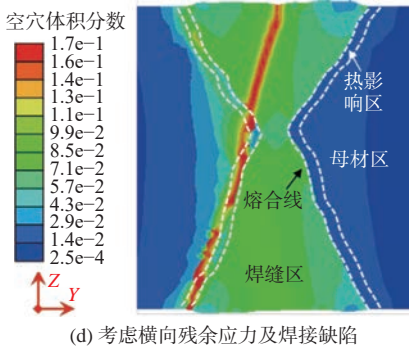 空穴体积分数
1.7e−1
1.6e−1
1.4e−1
1.3e−1
1.1e−1
9.9e−2
8.5e−2
7.1e−2
5.7e−2
4.3e−2
2.9e−2
1.4e−2
2.5e−4
热影
响区
母材区
熔合线
焊缝区
Z
Y
(d) 考虑横向残余应力及焊接缺陷